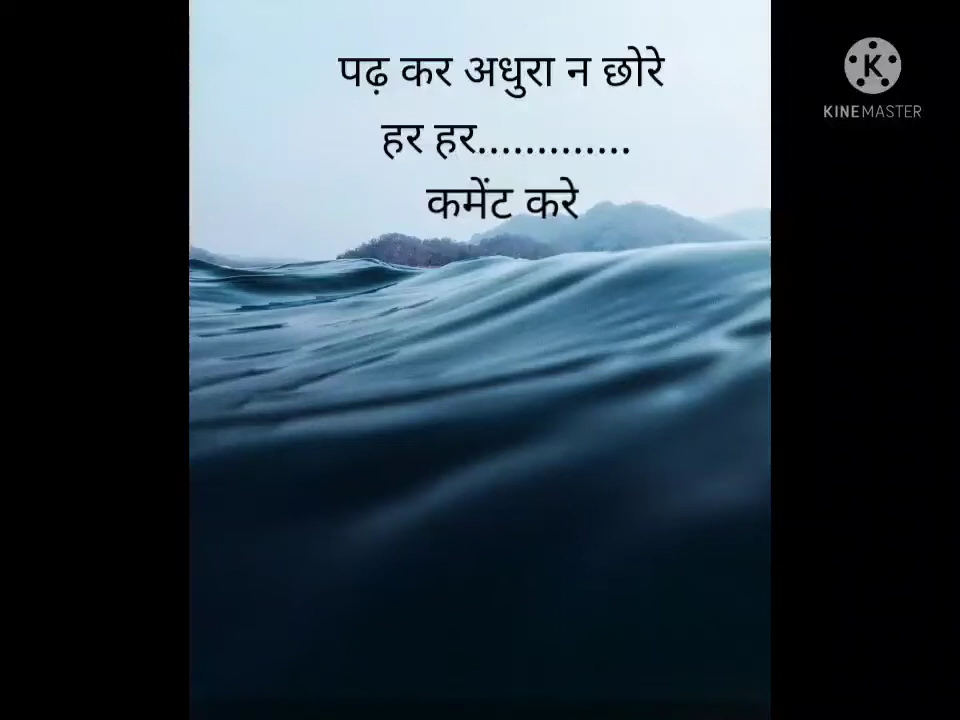 पढ़ कर अधुरा न छोरे
हर हर.............
कमेंट करे
K
KINEMASTER